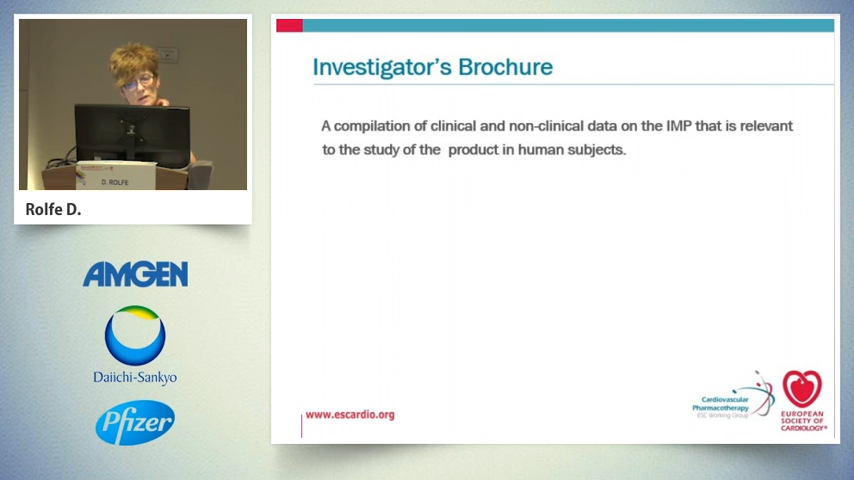 D. ROLFE
Rolfe D.
AMGEN
Daiichi-Sankyo
Pfizer
Investigator's Brochure
A compilation of clinical and non-clinical data on the IMP that is relevant
to the study of the product in human subjects.
www.escardio.org
Cardiovascular
Pharmacotherapy
ESC Working Group
EUROPEAN
SOCIETY OF
CARDIOLOGY®